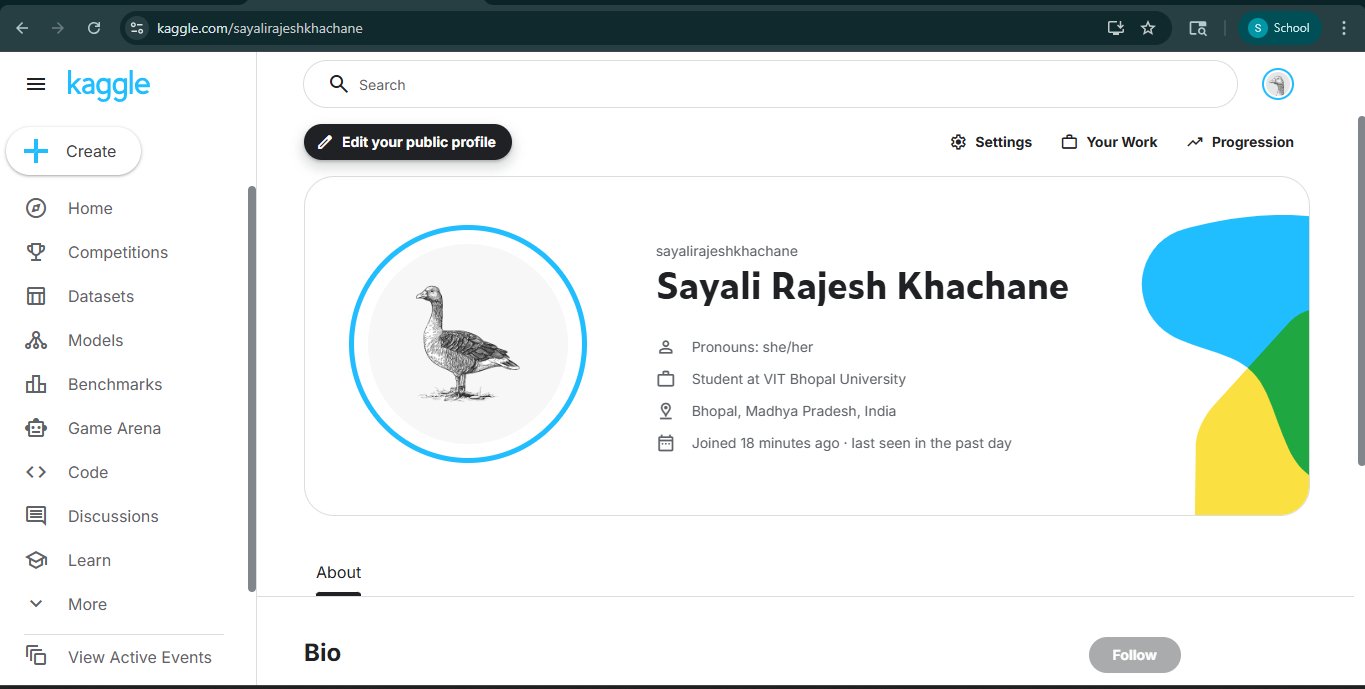 kaggle.com/sayalirajeshkhachane
S School
kaggle
Search
Create
Edit your public profile
Settings
Your Work
Progression
Home
Competitions
Datasets
Models
Benchmarks
Game Arena
Code
Discussions
Learn
More
View Active Events
sayalirajeshkhachane
Sayali Rajesh Khachane
Pronouns: she/her
Student at VIT Bhopal University
Bhopal, Madhya Pradesh, India
Joined 18 minutes ago · last seen in the past day
About
Bio
Follow